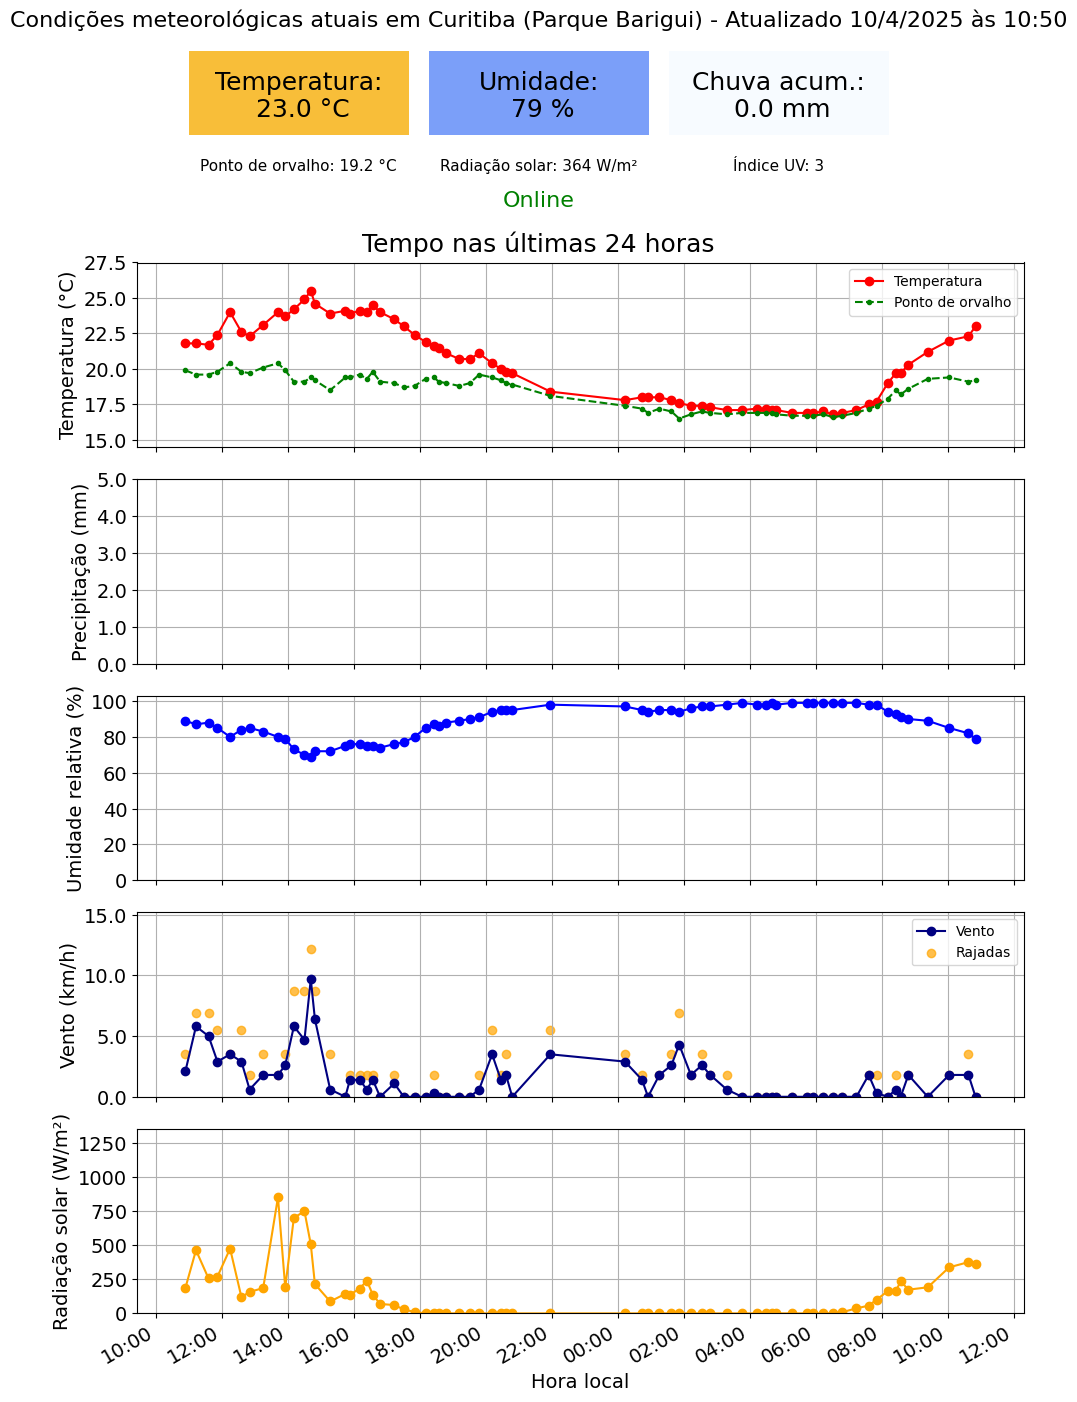 Condições meteorológicas atuais em Curitiba (Parque Barigui) - Atualizado 10/4/2025 às 10:50
Temperatura:
23.0 °C
Umidade:
79 %
Chuva acum.:
0.0 mm
Ponto de orvalho: 19.2 °C
Radiação solar: 364 W/m²
Índice UV: 3
Online
Tempo nas últimas 24 horas
Temperatura (°C)
27.5
25.0
22.5
20.0
17.5
15.0
Temperatura
Ponto de orvalho
Precipitação (mm)
5.0
4.0
3.0
2.0
1.0
0.0
Umidade relativa (%)
100
80
60
40
20
0
Vento (km/h)
15.0
10.0
5.0
0.0
Vento
Rajadas
Radiação solar (W/m²)
1250
1000
750
500
250
0
10:00
12:00
14:00
16:00
18:00
20:00
22:00
00:00
02:00
04:00
06:00
08:00
10:00
12:00
Hora local